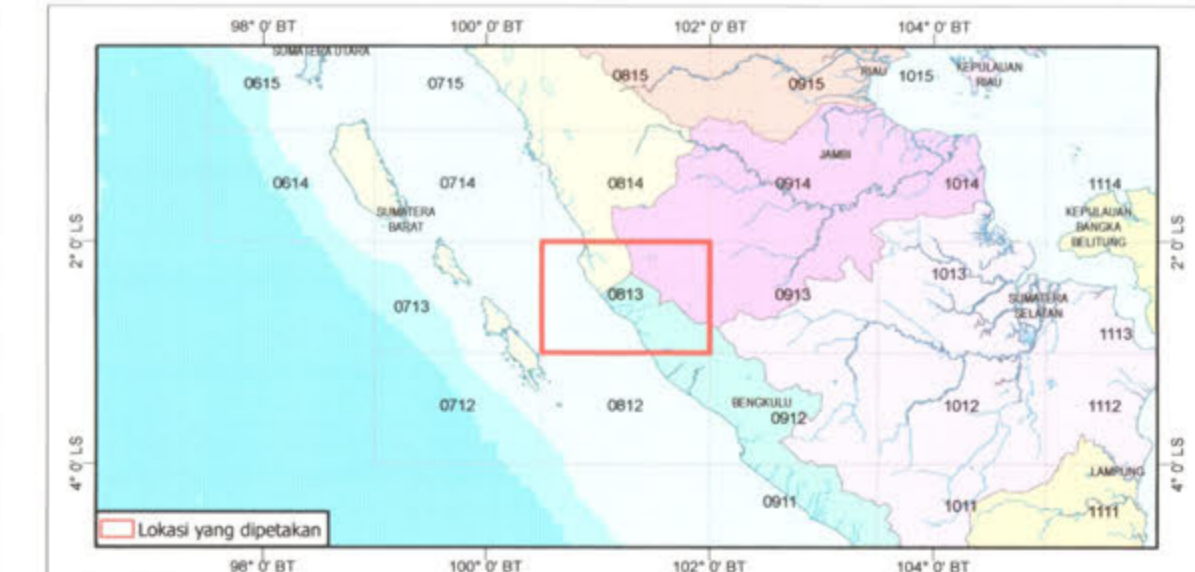 98° 0' BT 100° 0' BT 102° 0' BT 104° 0' BT
SUMATERA UTARA
0615 0715 0815 0915 RIAU 1015 KEPULAUAN RIAU
JAMBI
0614 0714 0814 0914 1014 1114
SUMATERA BARAT
KEPULAUAN BANGKA BELITUNG
2° 0' LS 2° 0' LS
0713 0813 0913 1013 1113
SUMATERA SELATAN
0712 0812 BENGKULU 0912 1012 1112
4° 0' LS 4° 0' LS
LAMPUNG
0911 1011 1111
Lokasi yang dipetakan
98° 0' BT 100° 0' BT 102° 0' BT 104° 0' BT